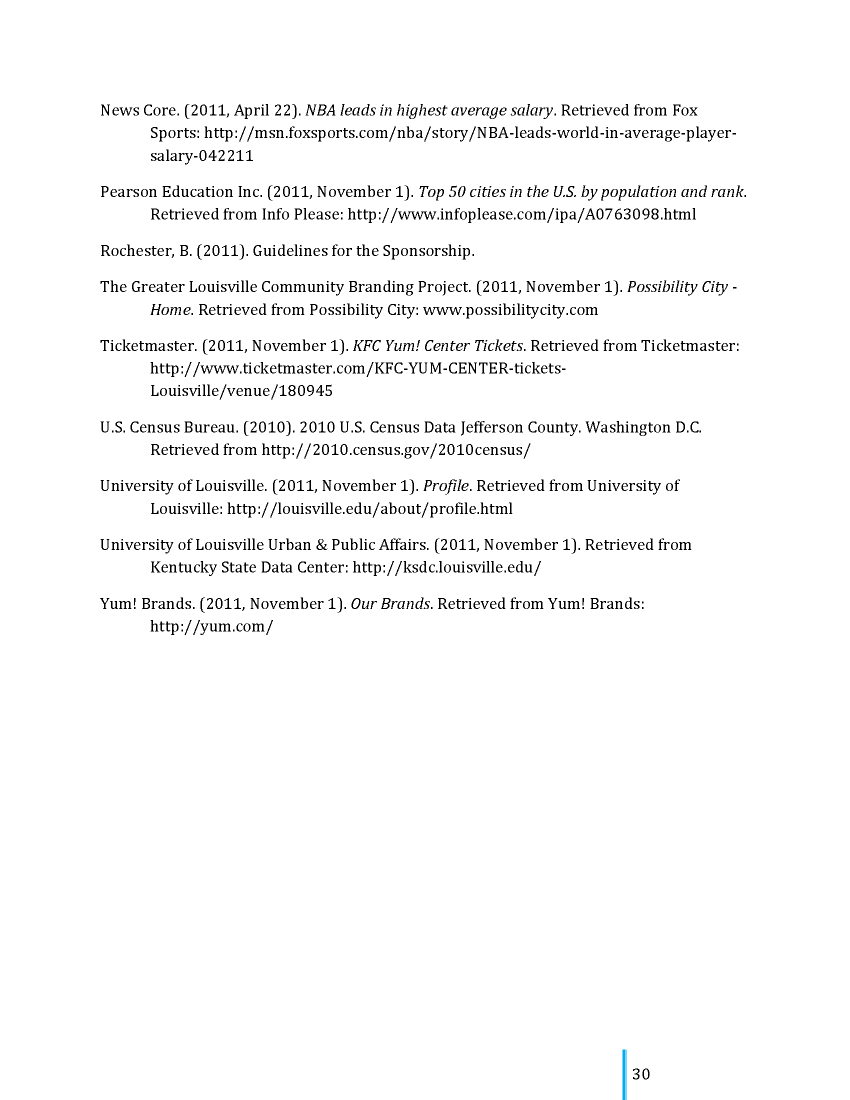 News Core. (2011, April 22). NBA leads in highest average salary. Retrieved from Fox
Sports: http://msn.foxsports.com/nba/story/NBA-leads-world-in-average-player-
salary-042211
Pearson Education Inc. (2011, November 1). Top 50 cities in the U.S. by population and rank.
Retrieved from Info Please: http://www.infoplease.com/ipa/A0763098.html
Rochester, B. (2011). Guidelines for the Sponsorship.
The Greater Louisville Community Branding Project. (2011, November 1). Possibility City -
Home. Retrieved from Possibility City: www.possibilitycity.com
Ticketmaster. (2011, November 1). KFC Yum! Center Tickets. Retrieved from Ticketmaster:
http://www.ticketmaster.com/KFC-YUM-CENTER-tickets-
Louisville/venue/180945
U.S. Census Bureau. (2010). 2010 U.S. Census Data Jefferson County. Washington D.C.
Retrieved from http://2010.census.gov/2010census/
University of Louisville. (2011, November 1). Profile. Retrieved from University of
Louisville: http://louisville.edu/about/profile.html
University of Louisville Urban & Public Affairs. (2011, November 1). Retrieved from
Kentucky State Data Center: http://ksdc.louisville.edu/
Yum! Brands. (2011, November 1). Our Brands. Retrieved from Yum! Brands:
http://yum.com/
30